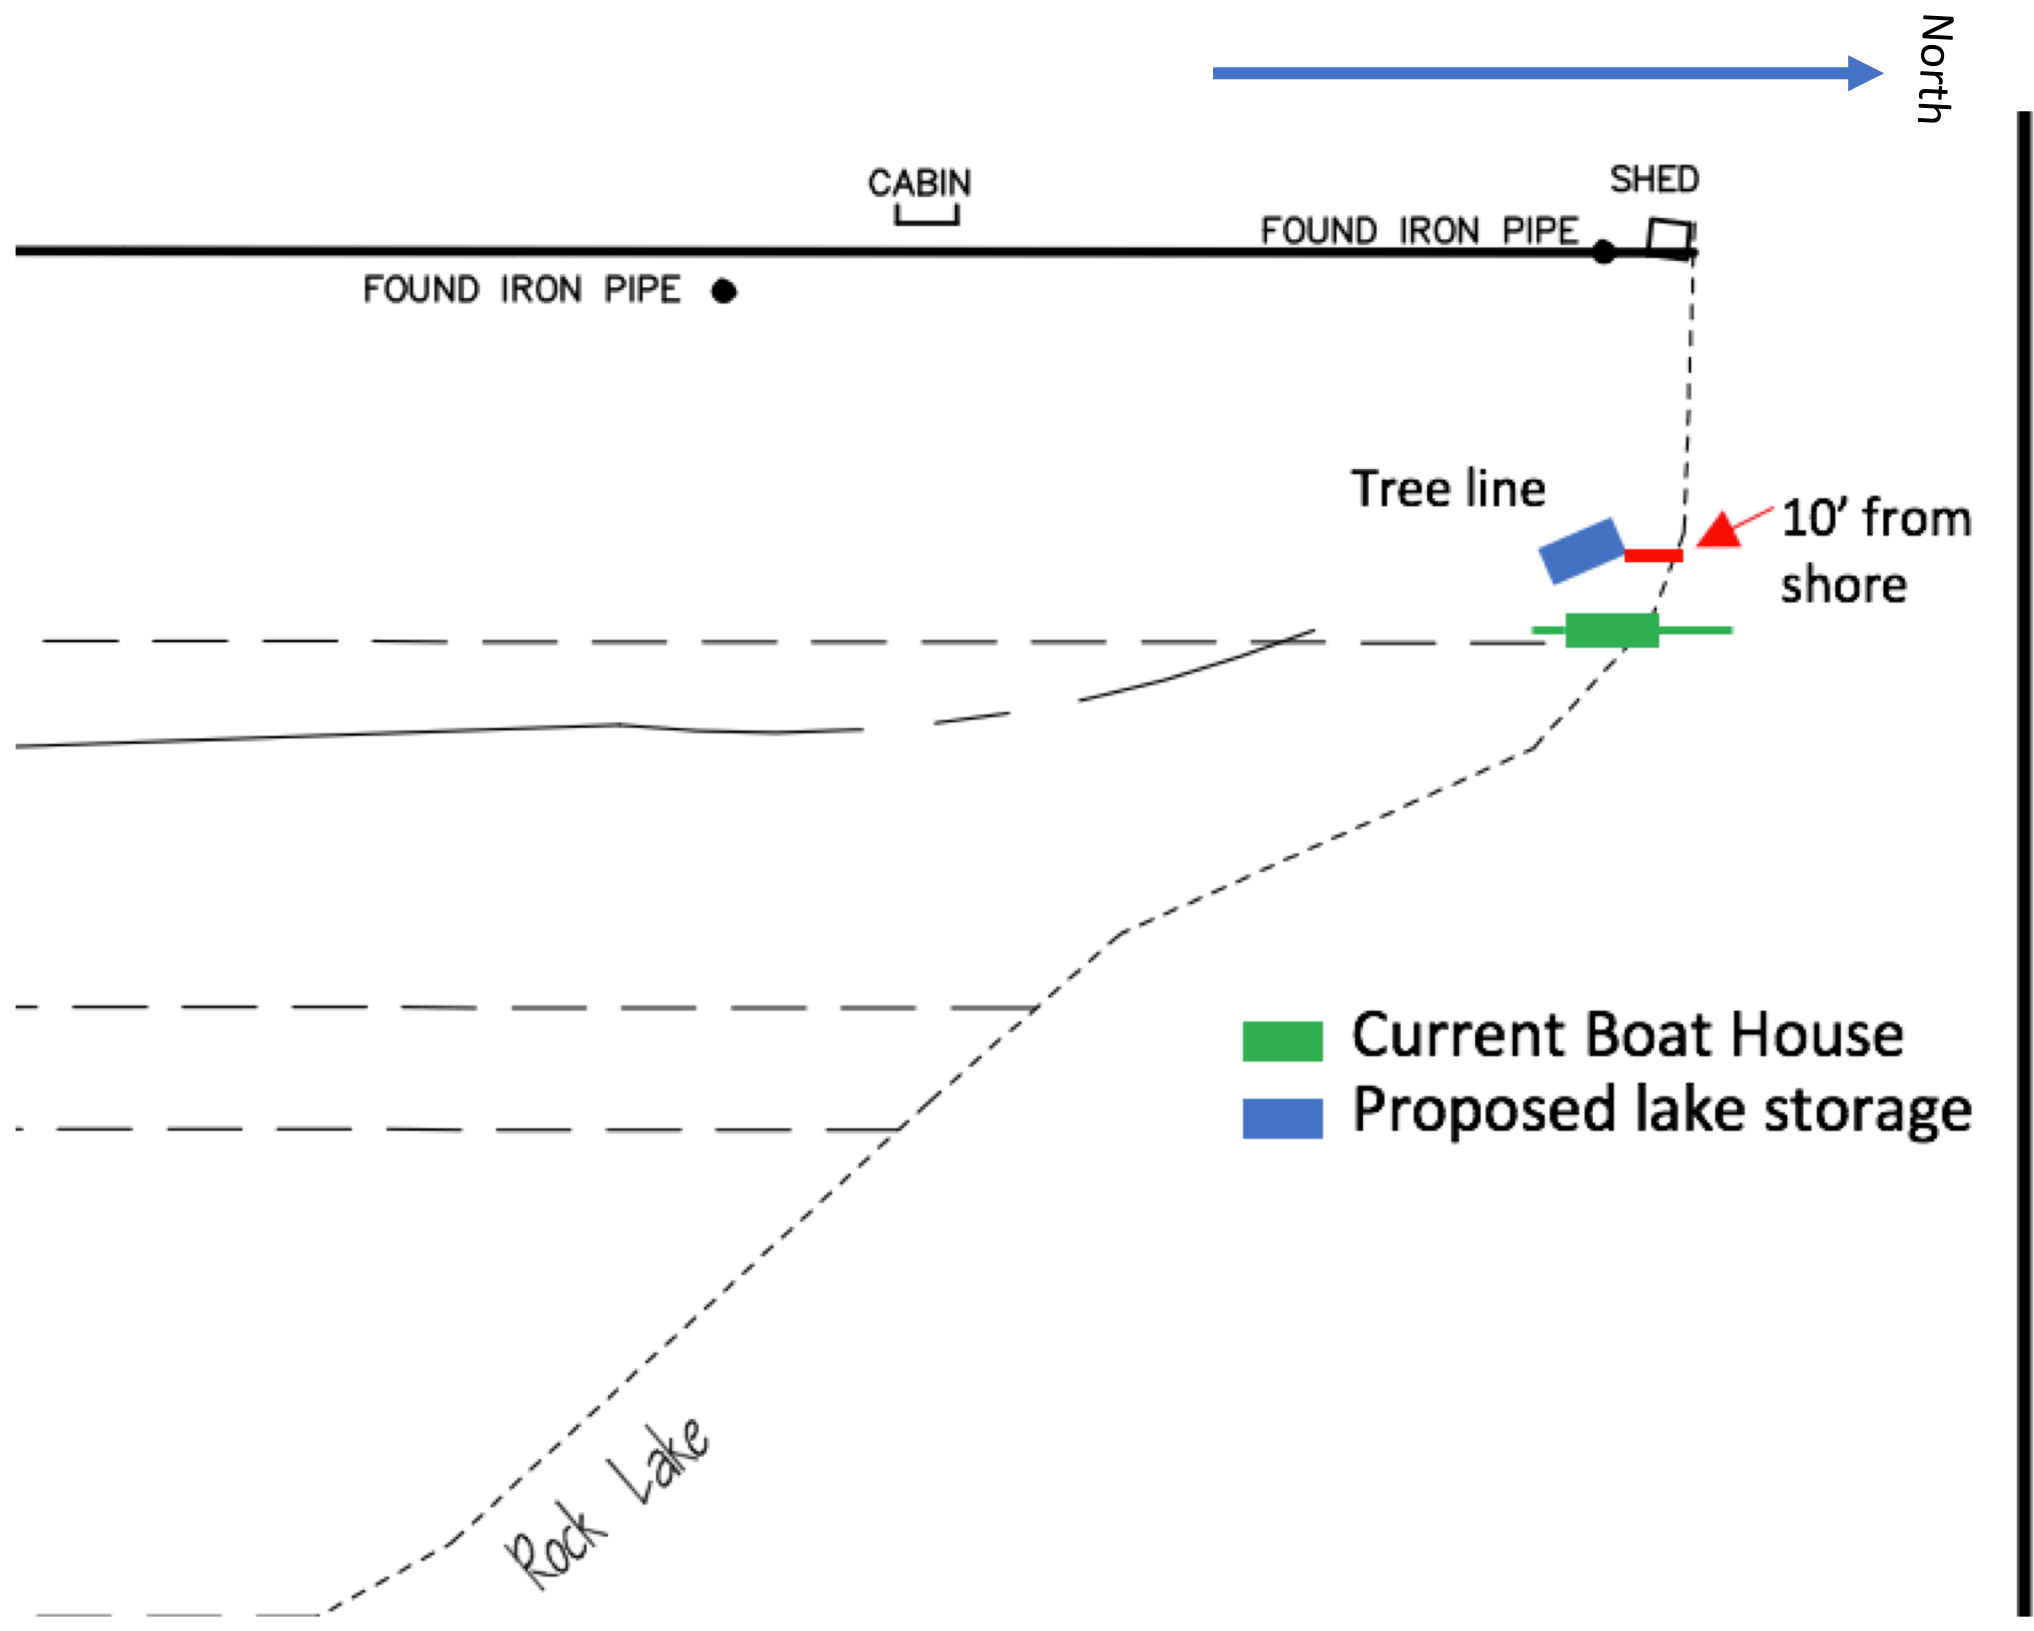 North
CABIN
SHED
FOUND IRON PIPE
FOUND IRON PIPE
Tree line
10’ from
shore
Current Boat House
Proposed lake storage
Rock Lake